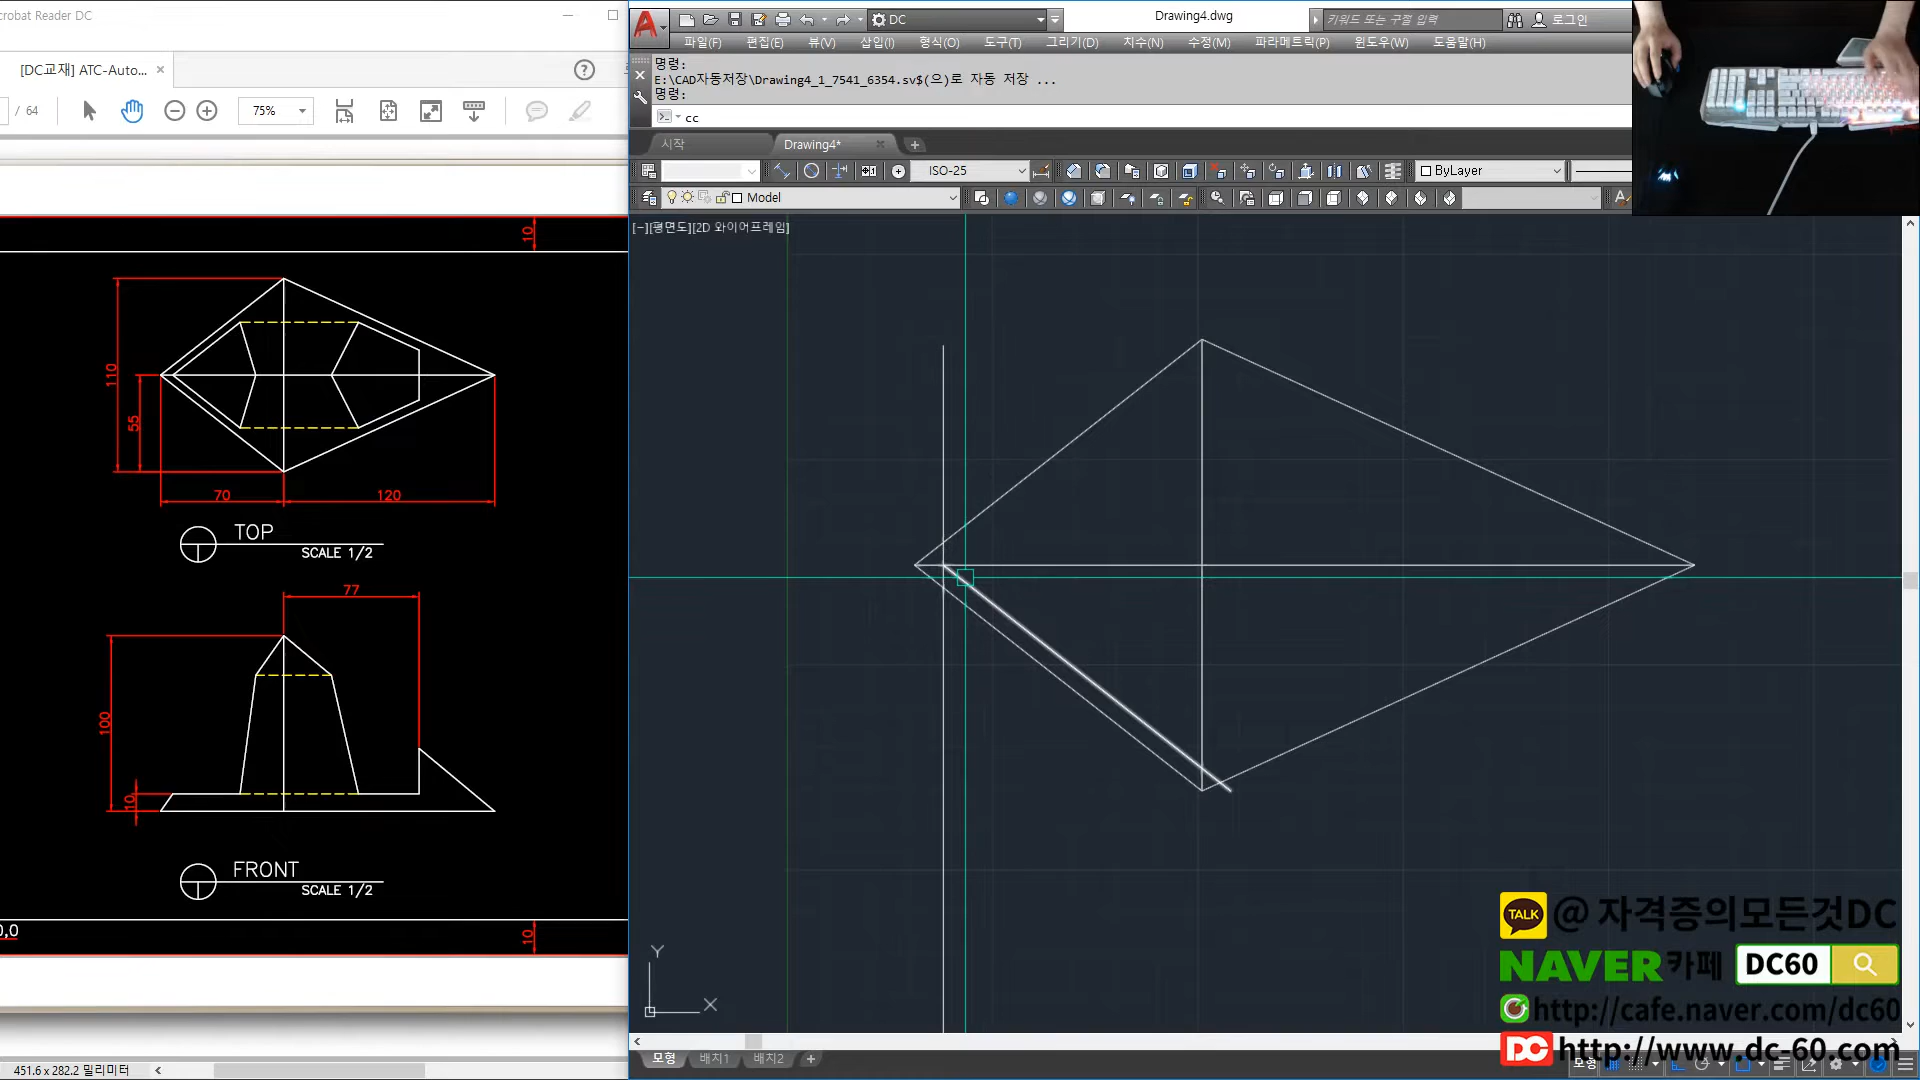 crobat Reader DC
[DC교재] ATC-Auto...
/ 64
75%
10
110
55
70
120
TOP
SCALE 1/2
77
100
10
FRONT
SCALE 1/2
0,0
10
451.6 x 282.2 밀리미터
DC
Drawing4.dwg
키워드 또는 구절 입력
로그인
파일(F) 편집(E) 뷰(V) 삽입(I) 형식(O) 도구(T) 그리기(D) 치수(N) 수정(M) 파라메트릭(P) 윈도우(W) 도움말(H)
명령:
E:\CAD자동저장\Drawing4_1_7541_6354.sv$(으)로 자동 저장 ...
명령:
cc
시작
Drawing4*
ISO-25
ByLayer
Model
[−][평면도][2D 와이어프레임]
Y
X
TALK @ 자격증의모든것DC
NAVER 카페 DC60
http://cafe.naver.com/dc60
DC http://www.dc-60.com
모형 배치1 배치2 +
모형